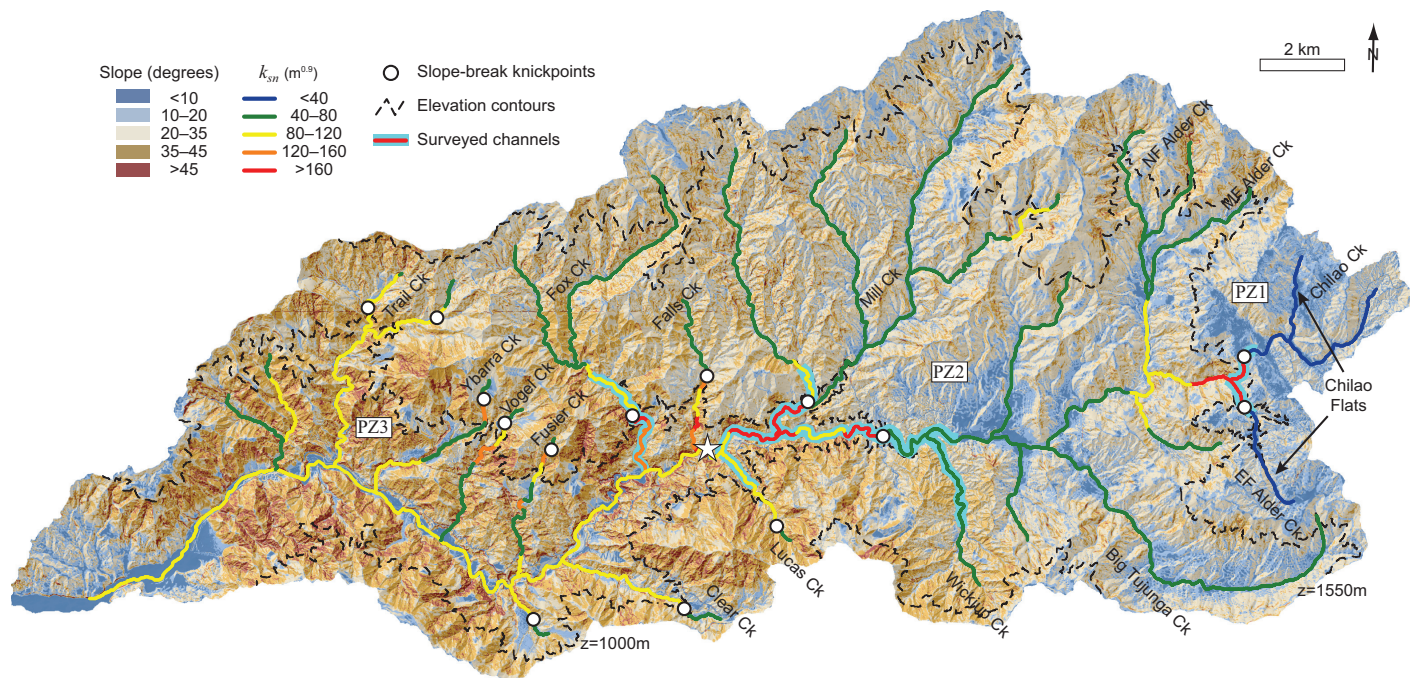 2 km
N
Slope (degrees)
<10
10–20
20–35
35–45
>45
kₛₙ (m⁰·⁹)
<40
40–80
80–120
120–160
>160
Slope-break knickpoints
Elevation contours
Surveyed channels
NF Alder Ck
MF Alder Ck
Chilao Ck
PZ1
Chilao
Flats
EF Alder Ck
Trail Ck
Fox Ck
Falls Ck
Mill Ck
PZ2
Ybarra Ck
Vogel Ck
Fusier Ck
PZ3
Lucas Ck
Clear Ck
Wickiup Ck
Big Tujunga Ck
z=1550m
z=1000m